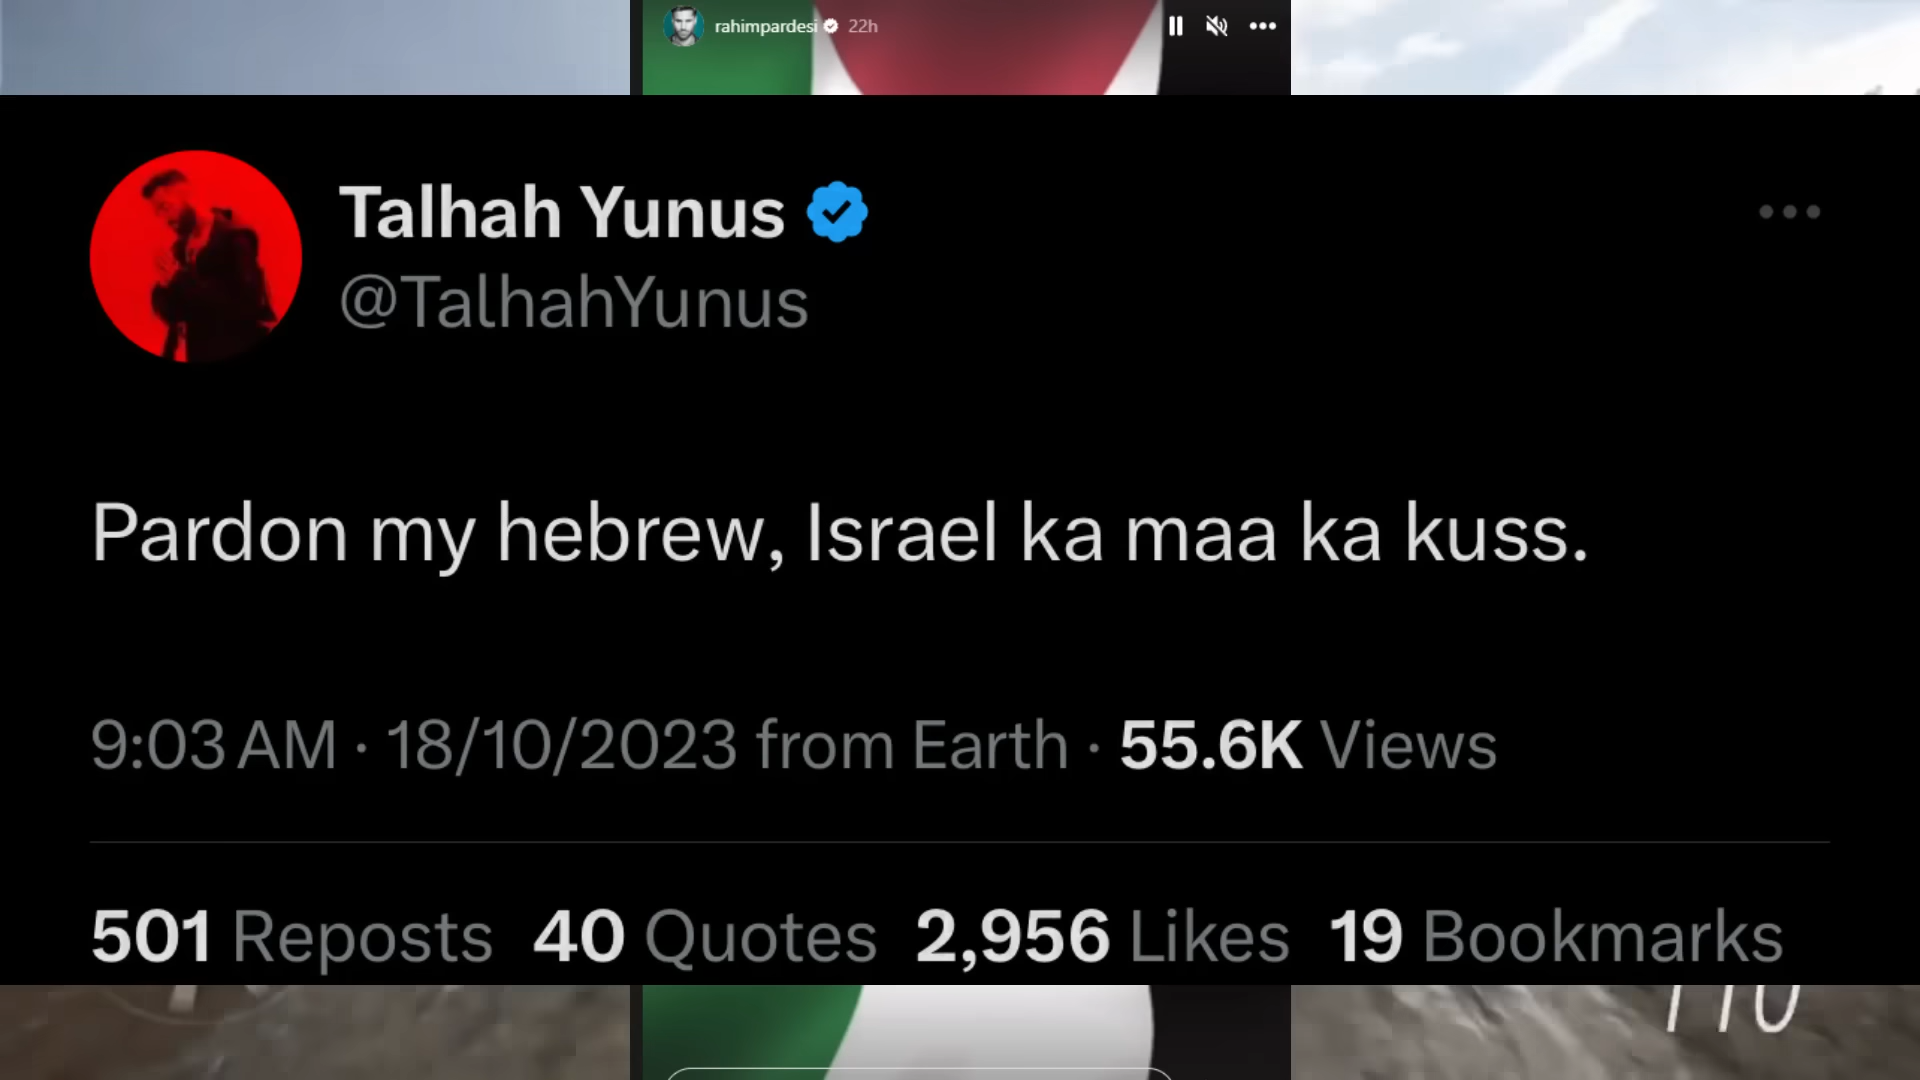 rahimpardesi 22h
Talhah Yunus
@TalhahYunus
Pardon my hebrew, Israel ka maa ka kuss.
9:03 AM · 18/10/2023 from Earth · 55.6K Views
501 Reposts 40 Quotes 2,956 Likes 19 Bookmarks